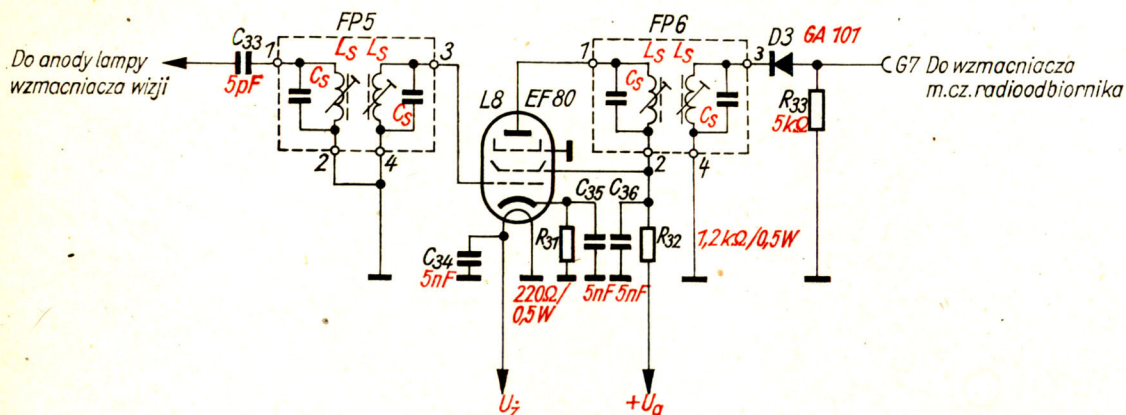 FP5
FP6
Do anody lampy
wzmacniacza wizji
C33
5pF
1
Ls Ls
3
Cs
Cs
2
4
L8
EF80
1
Ls Ls
3
Cs
Cs
2
4
D3 GA 101
G7 Do wzmacniacza
m.cz.radioodbiornika
R33
5kΩ
C34
5nF
R31
220Ω/
0,5W
C35
5nF
C36
5nF
R32
1,2kΩ/0,5W
Uż
+Ua